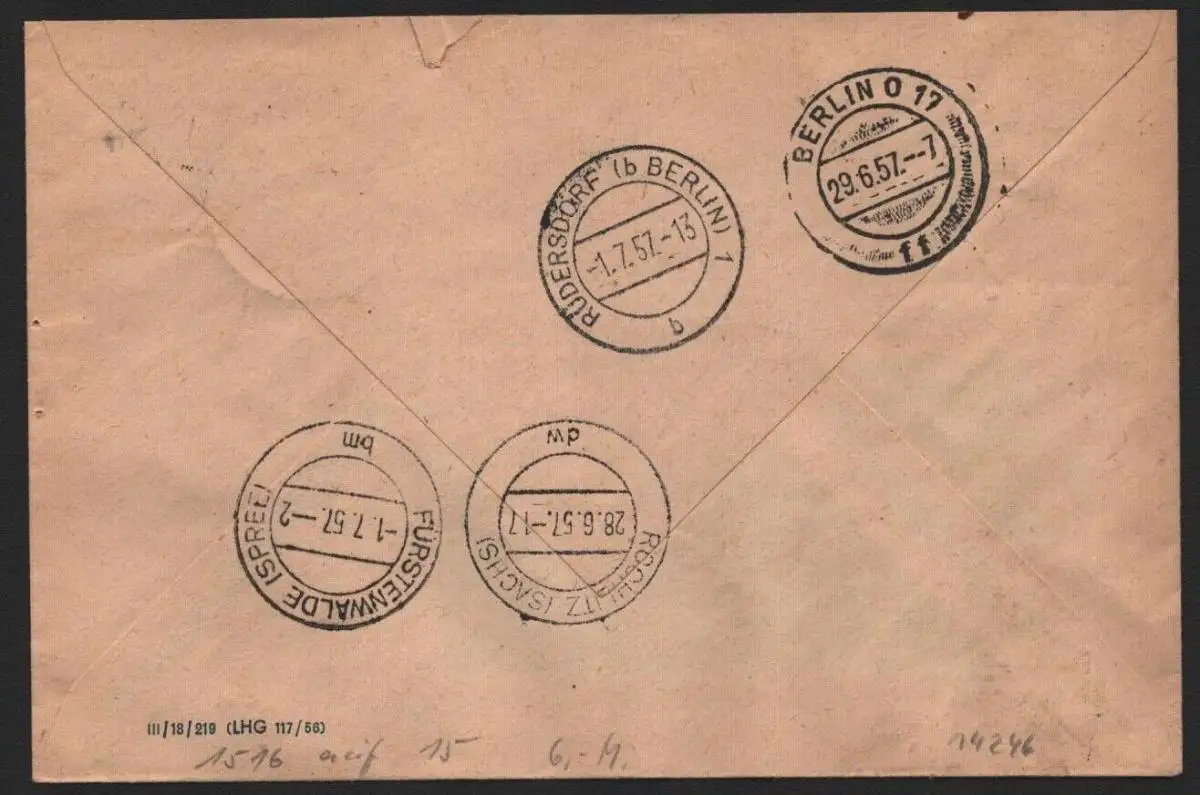 BERLIN O 17
29.6.57.--7
ff
RÜDERSDORF (b BERLIN) 1
-1.7.57.-13
b
bm
-1.7.57.--2
FÜRSTENWALDE (SPREE)
dw
28.6.57.-17
ROCHLITZ (SACHS)
III/18/219 (LHG 117/56)
1516 auf 15 6,- M. 14246